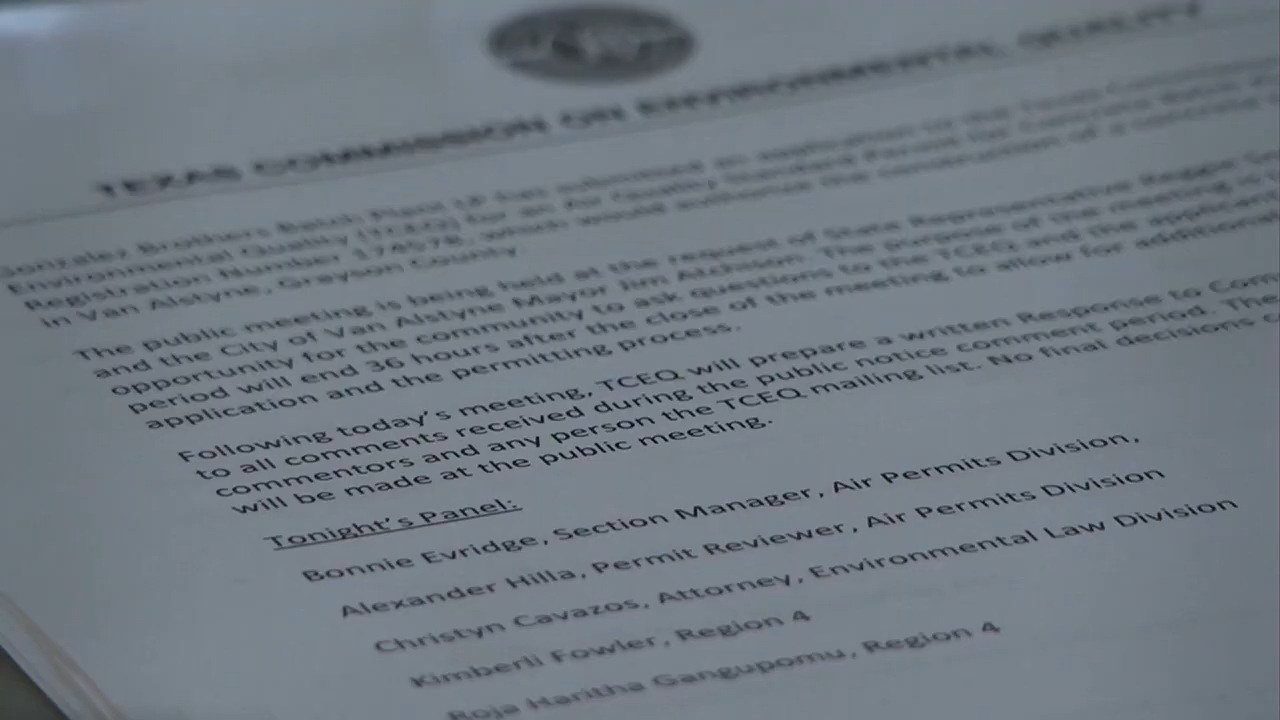 TEXAS COMMISSION ON ENVIRONMENTAL QUALITY
Gonzalez Brothers Batch Plant LP has submitted an application to the Texas
Environmental Quality (TCEQ) for an Air Quality Standard Permit for Concrete Batch
Registration Number 174578, which would authorize the construction of a concrete
in Van Alstyne, Grayson County.
The public meeting is being held at the request of State Representative Reggie
and the City of Van Alstyne Mayor Jim Atchison. The purpose of the meeting is
opportunity for the community to ask questions to the TCEQ and the applicant
period will end 36 hours after the close of the meeting to allow for additional
application and the permitting process.
Following today's meeting, TCEQ will prepare a written Response to Com
to all comments received during the public notice comment period. The
commentors and any person the TCEQ mailing list. No final decisions
will be made at the public meeting.
Tonight's Panel:
Bonnie Evridge, Section Manager, Air Permits Division,
Alexander Hilla, Permit Reviewer, Air Permits Division
Christyn Cavazos, Attorney, Environmental Law Division
Kimberli Fowler, Region 4
Roja Haritha Gangupomu, Region 4